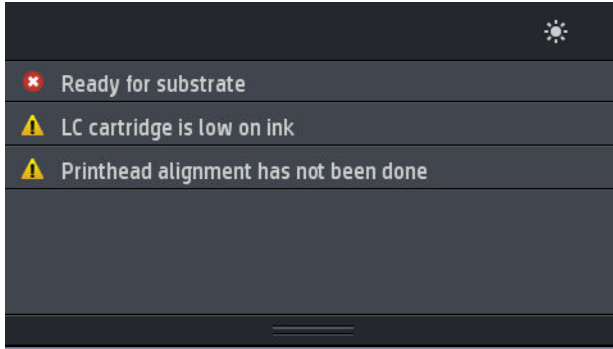 Ready for substrate
LC cartridge is low on ink
Printhead alignment has not been done